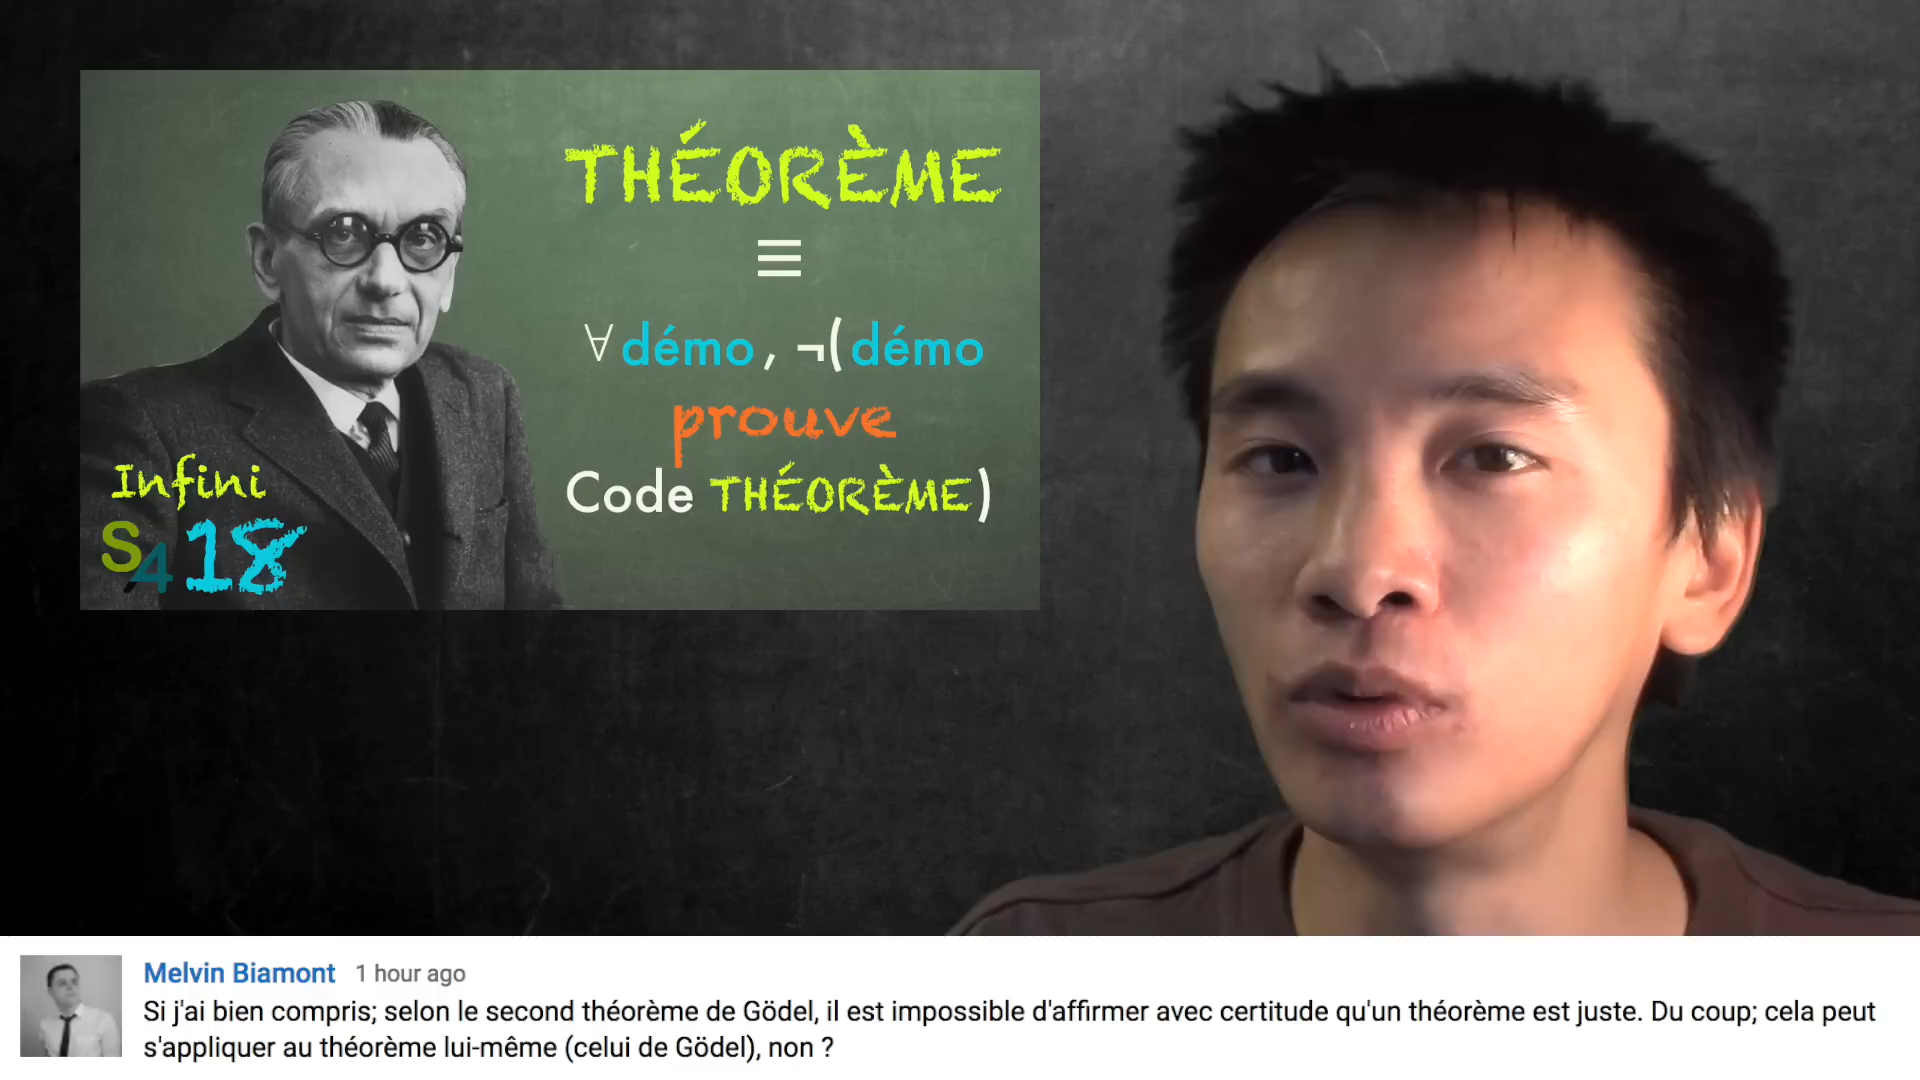 THÉORÈME
≡
∀ démo, ¬(démo
prouve
Code THÉORÈME)
Infini
S4 18
Melvin Biamont 1 hour ago
Si j'ai bien compris; selon le second théorème de Gödel, il est impossible d'affirmer avec certitude qu'un théorème est juste. Du coup; cela peut
s'appliquer au théorème lui-même (celui de Gödel), non ?